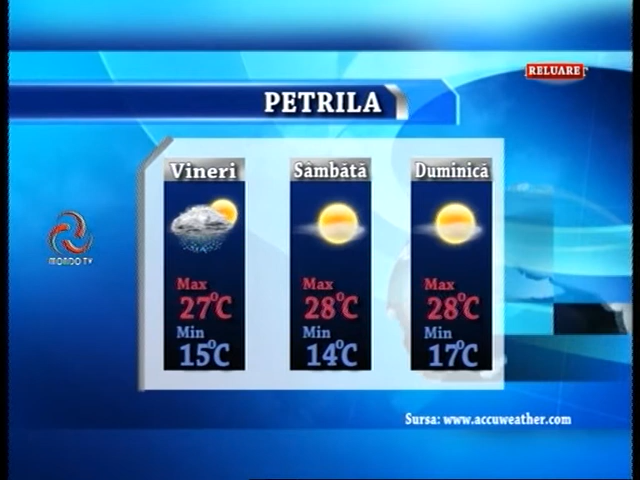 RELUARE
PETRILA
Vineri
Sâmbătă
Duminică
Max
27°C
Min
15°C
Max
28°C
Min
14°C
Max
28°C
Min
17°C
MONDO TV
Sursa: www.accuweather.com